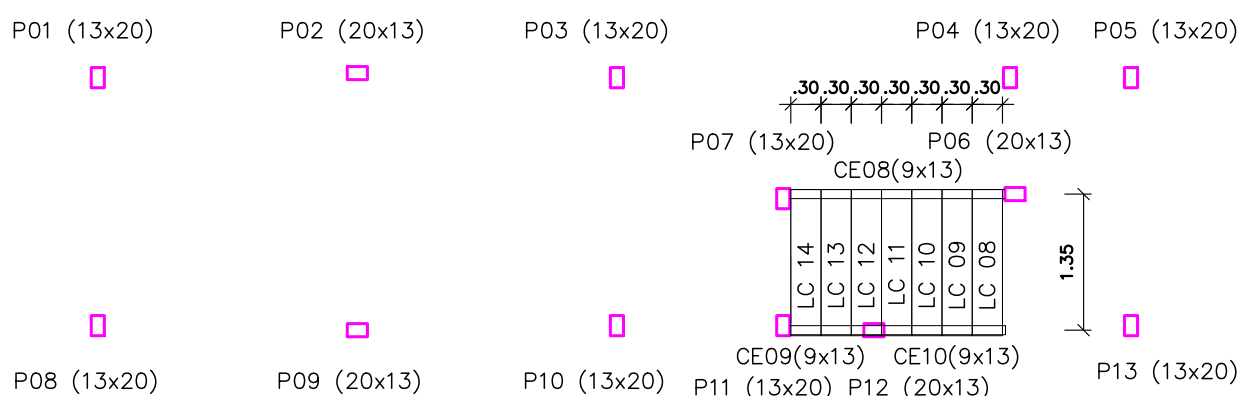 P01 (13x20) P02 (20x13) P03 (13x20) P04 (13x20) P05 (13x20)
.30 .30 .30 .30 .30 .30 .30
P07 (13x20) P06 (20x13)
CE08(9x13)
LC 14 LC 13 LC 12 LC 11 LC 10 LC 09 LC 08
1.35
CE09(9x13) CE10(9x13)
P08 (13x20) P09 (20x13) P10 (13x20) P11 (13x20) P12 (20x13) P13 (13x20)